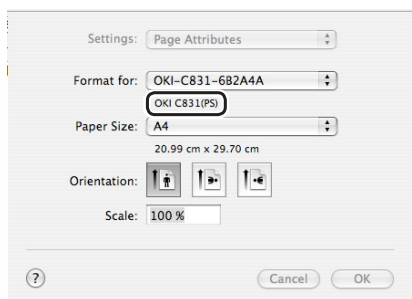 Settings: Page Attributes
Format for: OKI-C831-6B2A4A
OKI C831(PS)
Paper Size: A4
20.99 cm x 29.70 cm
Orientation:
Scale: 100 %
? Cancel OK